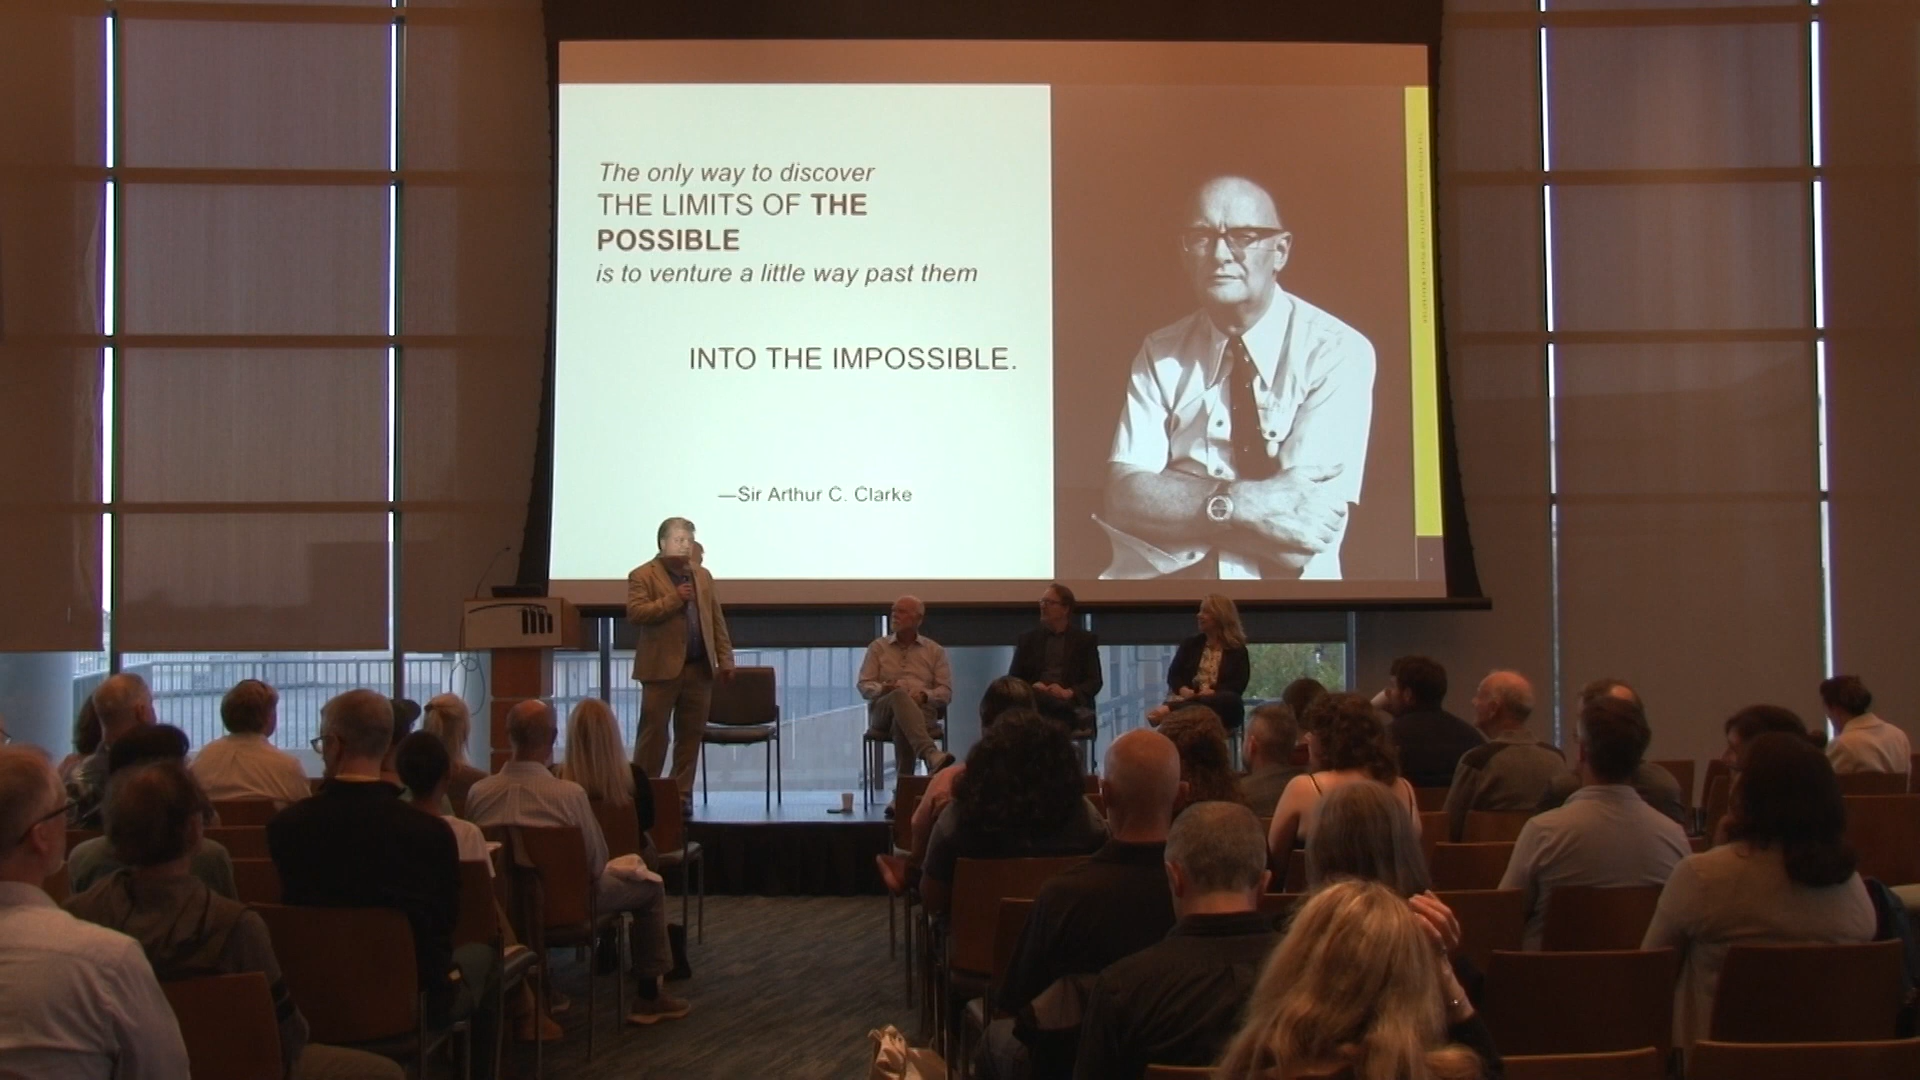 The only way to discover
THE LIMITS OF THE
POSSIBLE
is to venture a little way past them
INTO THE IMPOSSIBLE.
—Sir Arthur C. Clarke